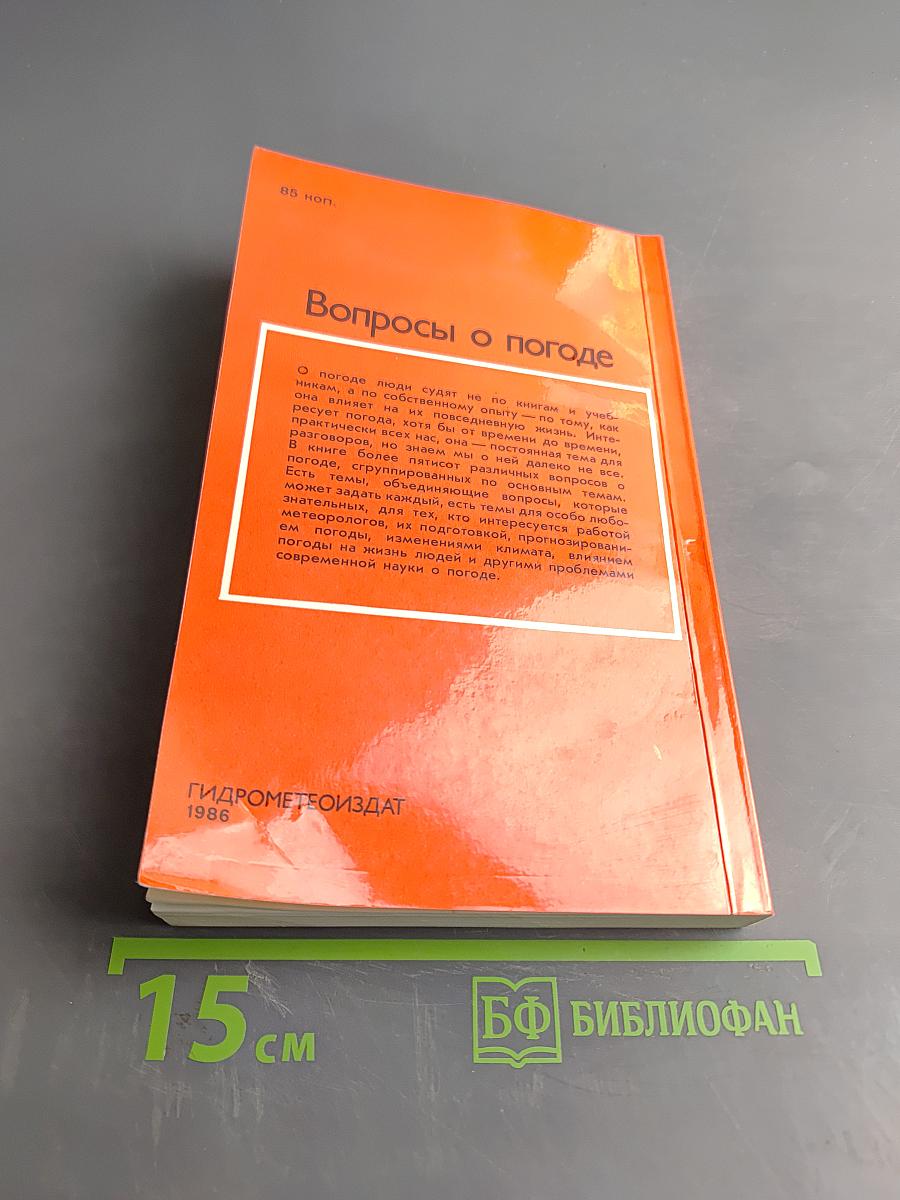 85 коп.
Вопросы о погоде
О погоде люди судят не по книгам и учеб-
никам, а по собственному опыту — по тому, как
она влияет на их повседневную жизнь. Инте-
ресует погода, хотя бы от времени до времени,
практически всех нас, она — постоянная тема для
разговоров, но знаем мы о ней далеко не все.
В книге более пятисот различных вопросов о
погоде, сгруппированных по основным темам.
Есть темы, объединяющие вопросы, которые
может задать каждый, есть темы для особо любо-
знательных, для тех, кто интересуется работой
метеорологов, их подготовкой, прогнозировани-
ем погоды, изменениями климата, влиянием
погоды на жизнь людей и другими проблемами
современной науки о погоде.
ГИДРОМЕТЕОИЗДАТ
1986
15 см
БФ БИБЛИОФАН